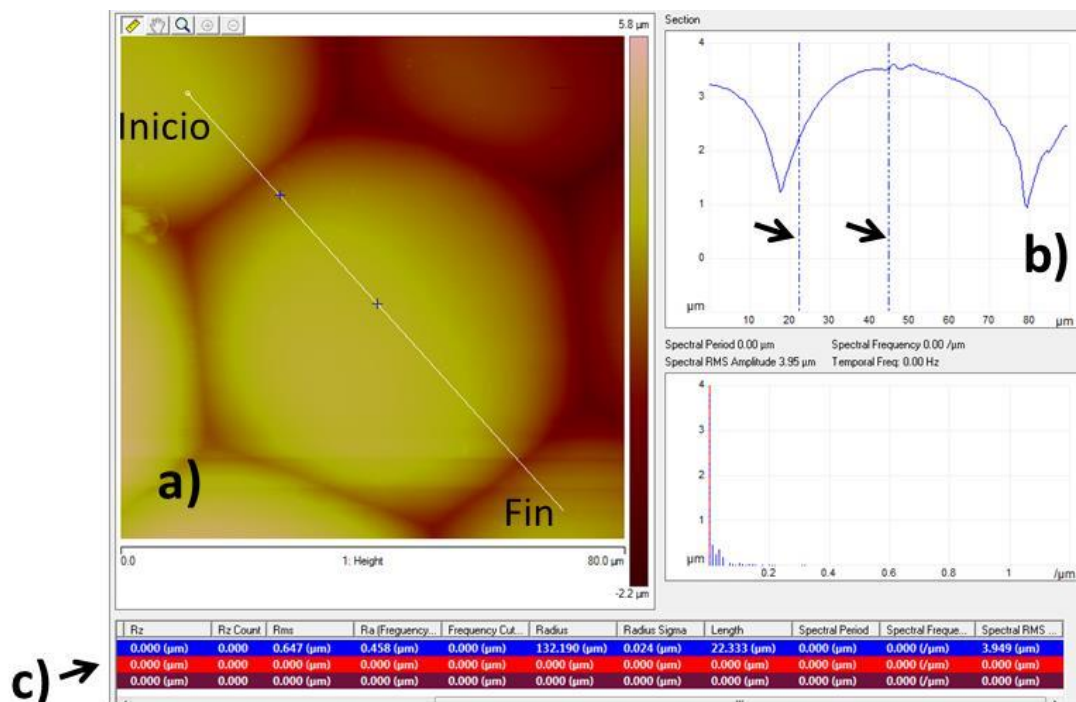 5.8 µm
Inicio
a)
Fin
0.0 1: Height 80.0 µm
-2.2 µm
Section
4
3
2
1
0
b)
µm 10 20 30 40 50 60 70 80 µm
Spectral Period 0.00 µm Spectral Frequency 0.00 /µm
Spectral RMS Amplitude 3.95 µm Temporal Freq: 0.00 Hz
4
3
2
1
µm 0.2 0.4 0.6 0.8 1 /µm
c)
Rz Rz Count Rms Ra (Freguency... Frequency Cut... Radius Radius Sigma Length Spectral Period Spectral Freque... Spectral RMS ...
0.000 (µm) 0.000 0.647 (µm) 0.458 (µm) 0.000 (µm) 132.190 (µm) 0.024 (µm) 22.333 (µm) 0.000 (µm) 0.000 (/µm) 3.949 (µm)
0.000 (µm) 0.000 0.000 (µm) 0.000 (µm) 0.000 (µm) 0.000 (µm) 0.000 (µm) 0.000 (µm) 0.000 (µm) 0.000 (/µm) 0.000 (µm)
0.000 (µm) 0.000 0.000 (µm) 0.000 (µm) 0.000 (µm) 0.000 (µm) 0.000 (µm) 0.000 (µm) 0.000 (µm) 0.000 (/µm) 0.000 (µm)